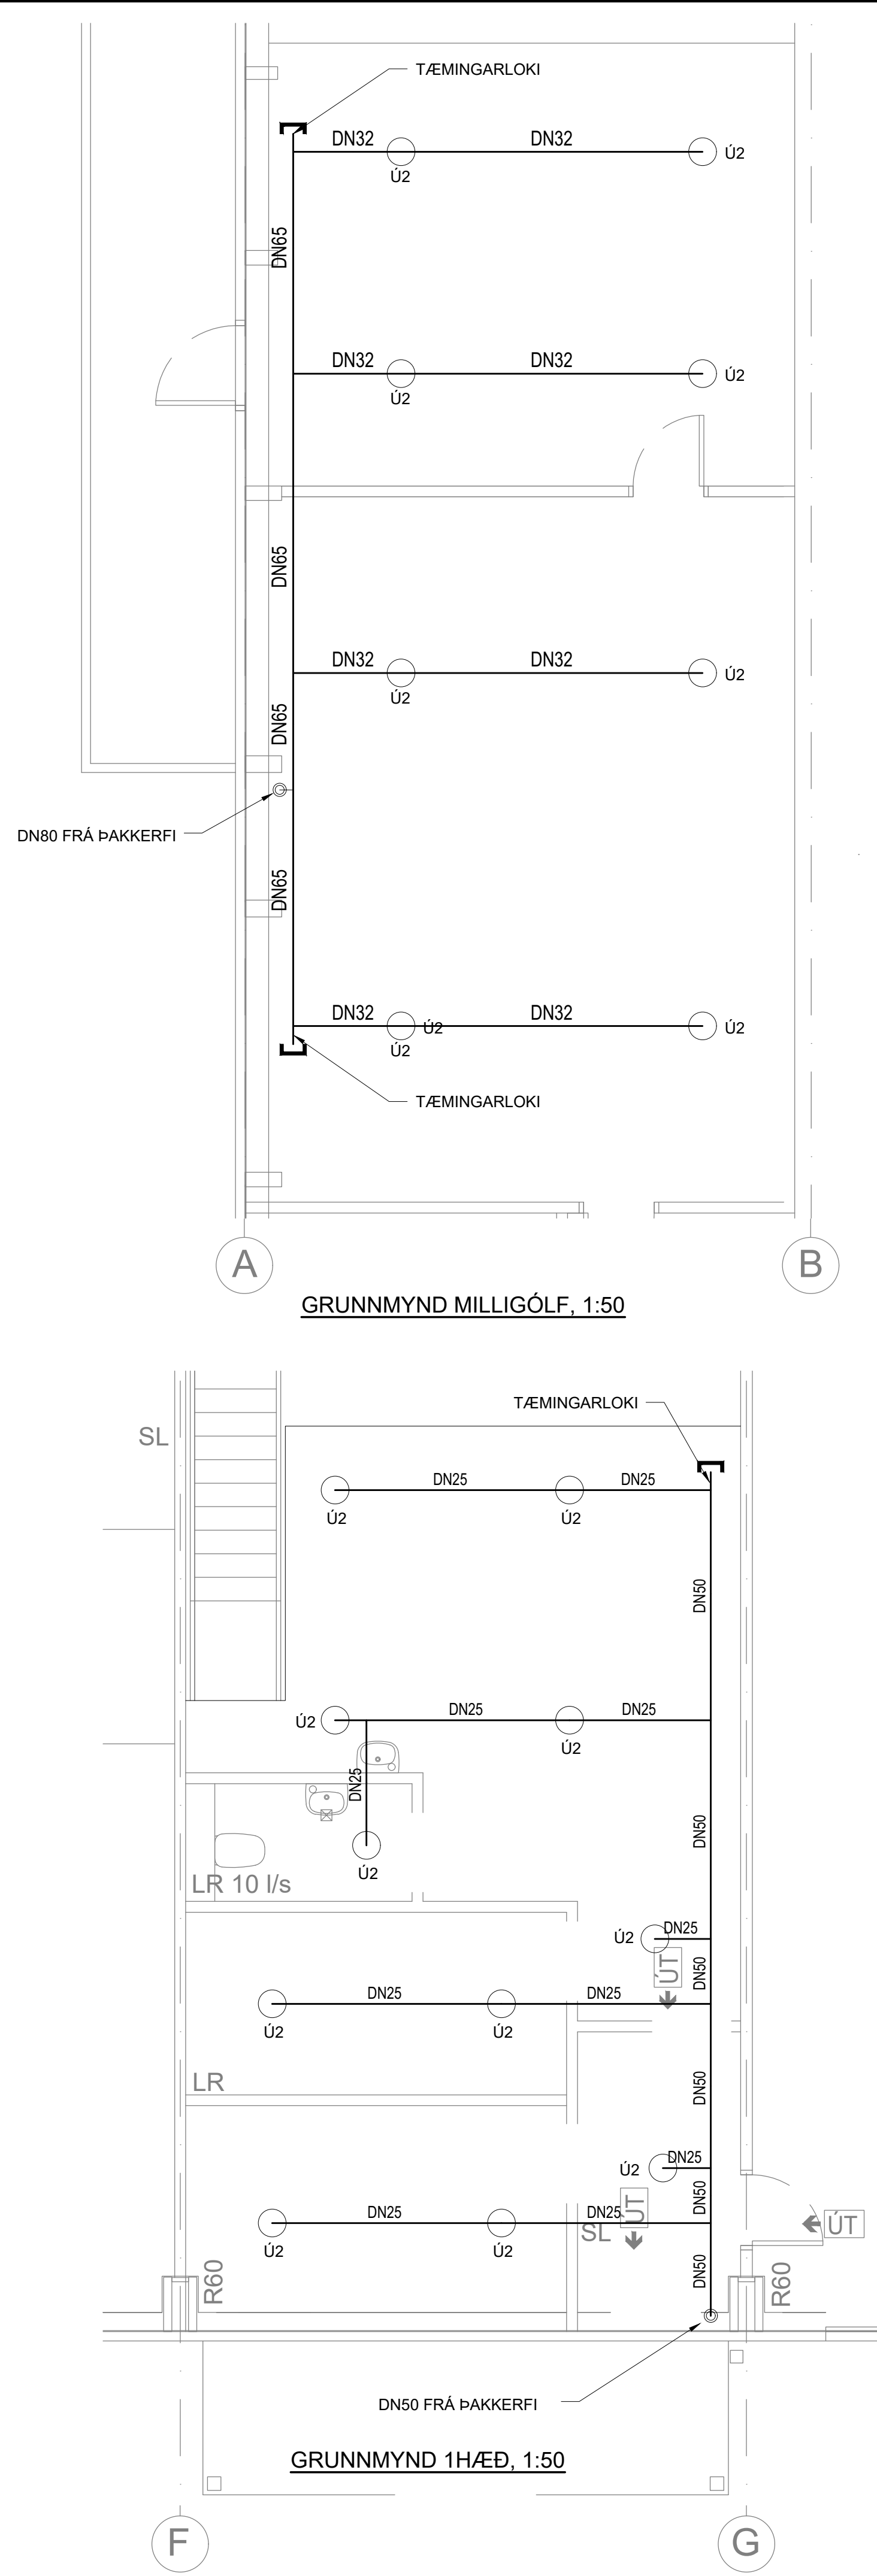 TÆMINGARLOKI
DN32
DN32
Ú2
Ú2
DN65
DN32
DN32
Ú2
Ú2
DN65
DN32
DN32
Ú2
Ú2
DN65
DN80 FRÁ ÞAKKERFI
DN65
DN32
DN32
Ú2
Ú2
Ú2
TÆMINGARLOKI
A
B
GRUNNMYND MILLIGÓLF, 1:50
TÆMINGARLOKI
SL
DN25
DN25
Ú2
Ú2
DN50
DN25
DN25
Ú2
Ú2
DN25
DN50
Ú2
LR 10 l/s
DN25
Ú2
ÚT
DN50
DN25
DN25
Ú2
Ú2
LR
DN50
DN25
Ú2
DN50
DN25
DN25
ÚT
ÚT
SL
Ú2
Ú2
R60
DN50
R60
DN50 FRÁ ÞAKKERFI
GRUNNMYND 1HÆÐ, 1:50
F
G